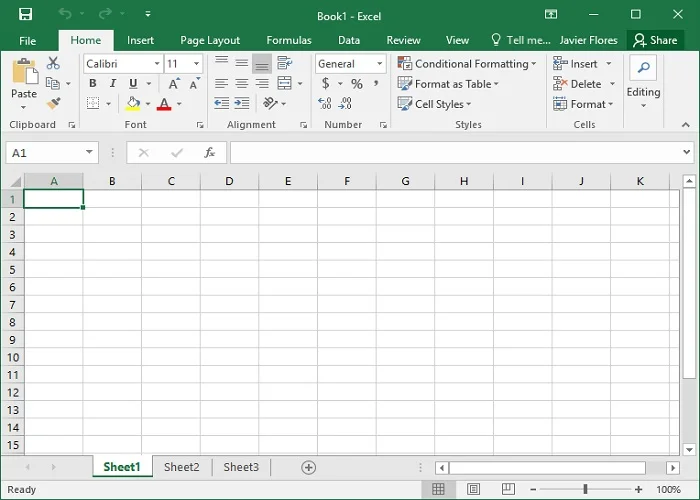 Book1 - Excel
File Home Insert Page Layout Formulas Data Review View Tell me... Javier Flores Share
Calibri 11 General Conditional Formatting Insert
Paste B I U A A $ % , Format as Table Delete Editing
A .00 .0 Cell Styles Format
Clipboard Font Alignment Number Styles Cells
A1 fx
A B C D E F G H I J K
1
2
3
4
5
6
7
8
9
10
11
12
13
14
15
Sheet1 Sheet2 Sheet3
Ready 100%